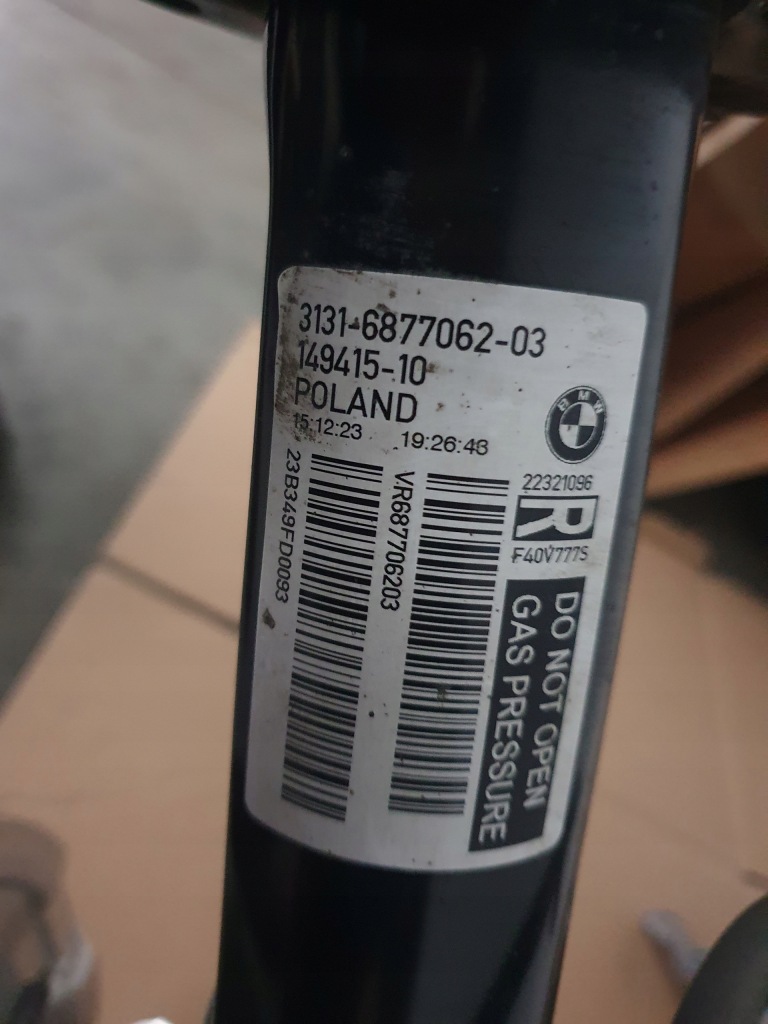 3131-6877062-03
149415-10
POLAND
15:12:23 19:26:43
BMW
22321096
R
F40V7775
23B349FD0093
VR687706203
DO NOT OPEN
GAS PRESSURE